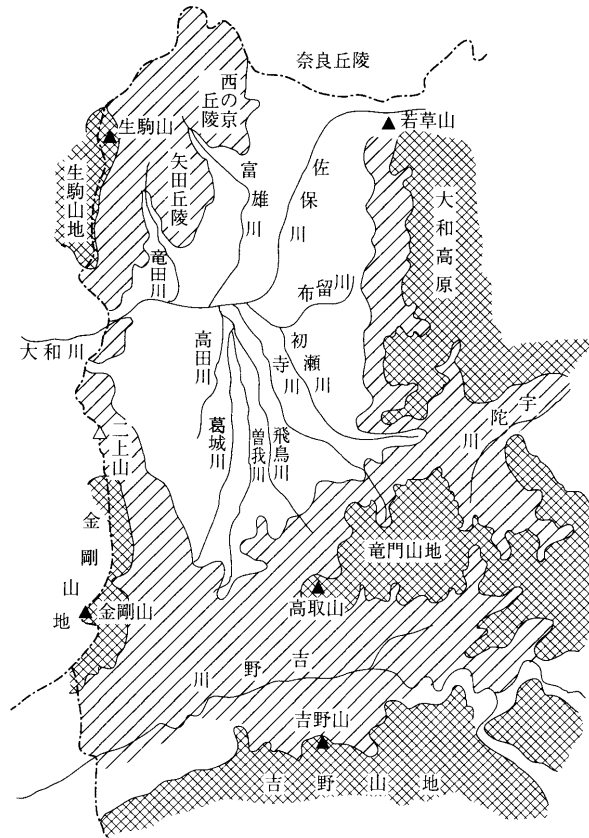 奈良丘陵
西の京
丘陵
生駒山
若草山
生駒山地
矢田丘陵
富雄川
佐保川
大和高原
竜田川
布留川
大和川
高田川
初瀬川
寺川
宇陀川
二上山
葛城川
曽我川
飛鳥川
金剛山地
竜門山地
金剛山
高取山
吉野川
吉野山
吉野山地